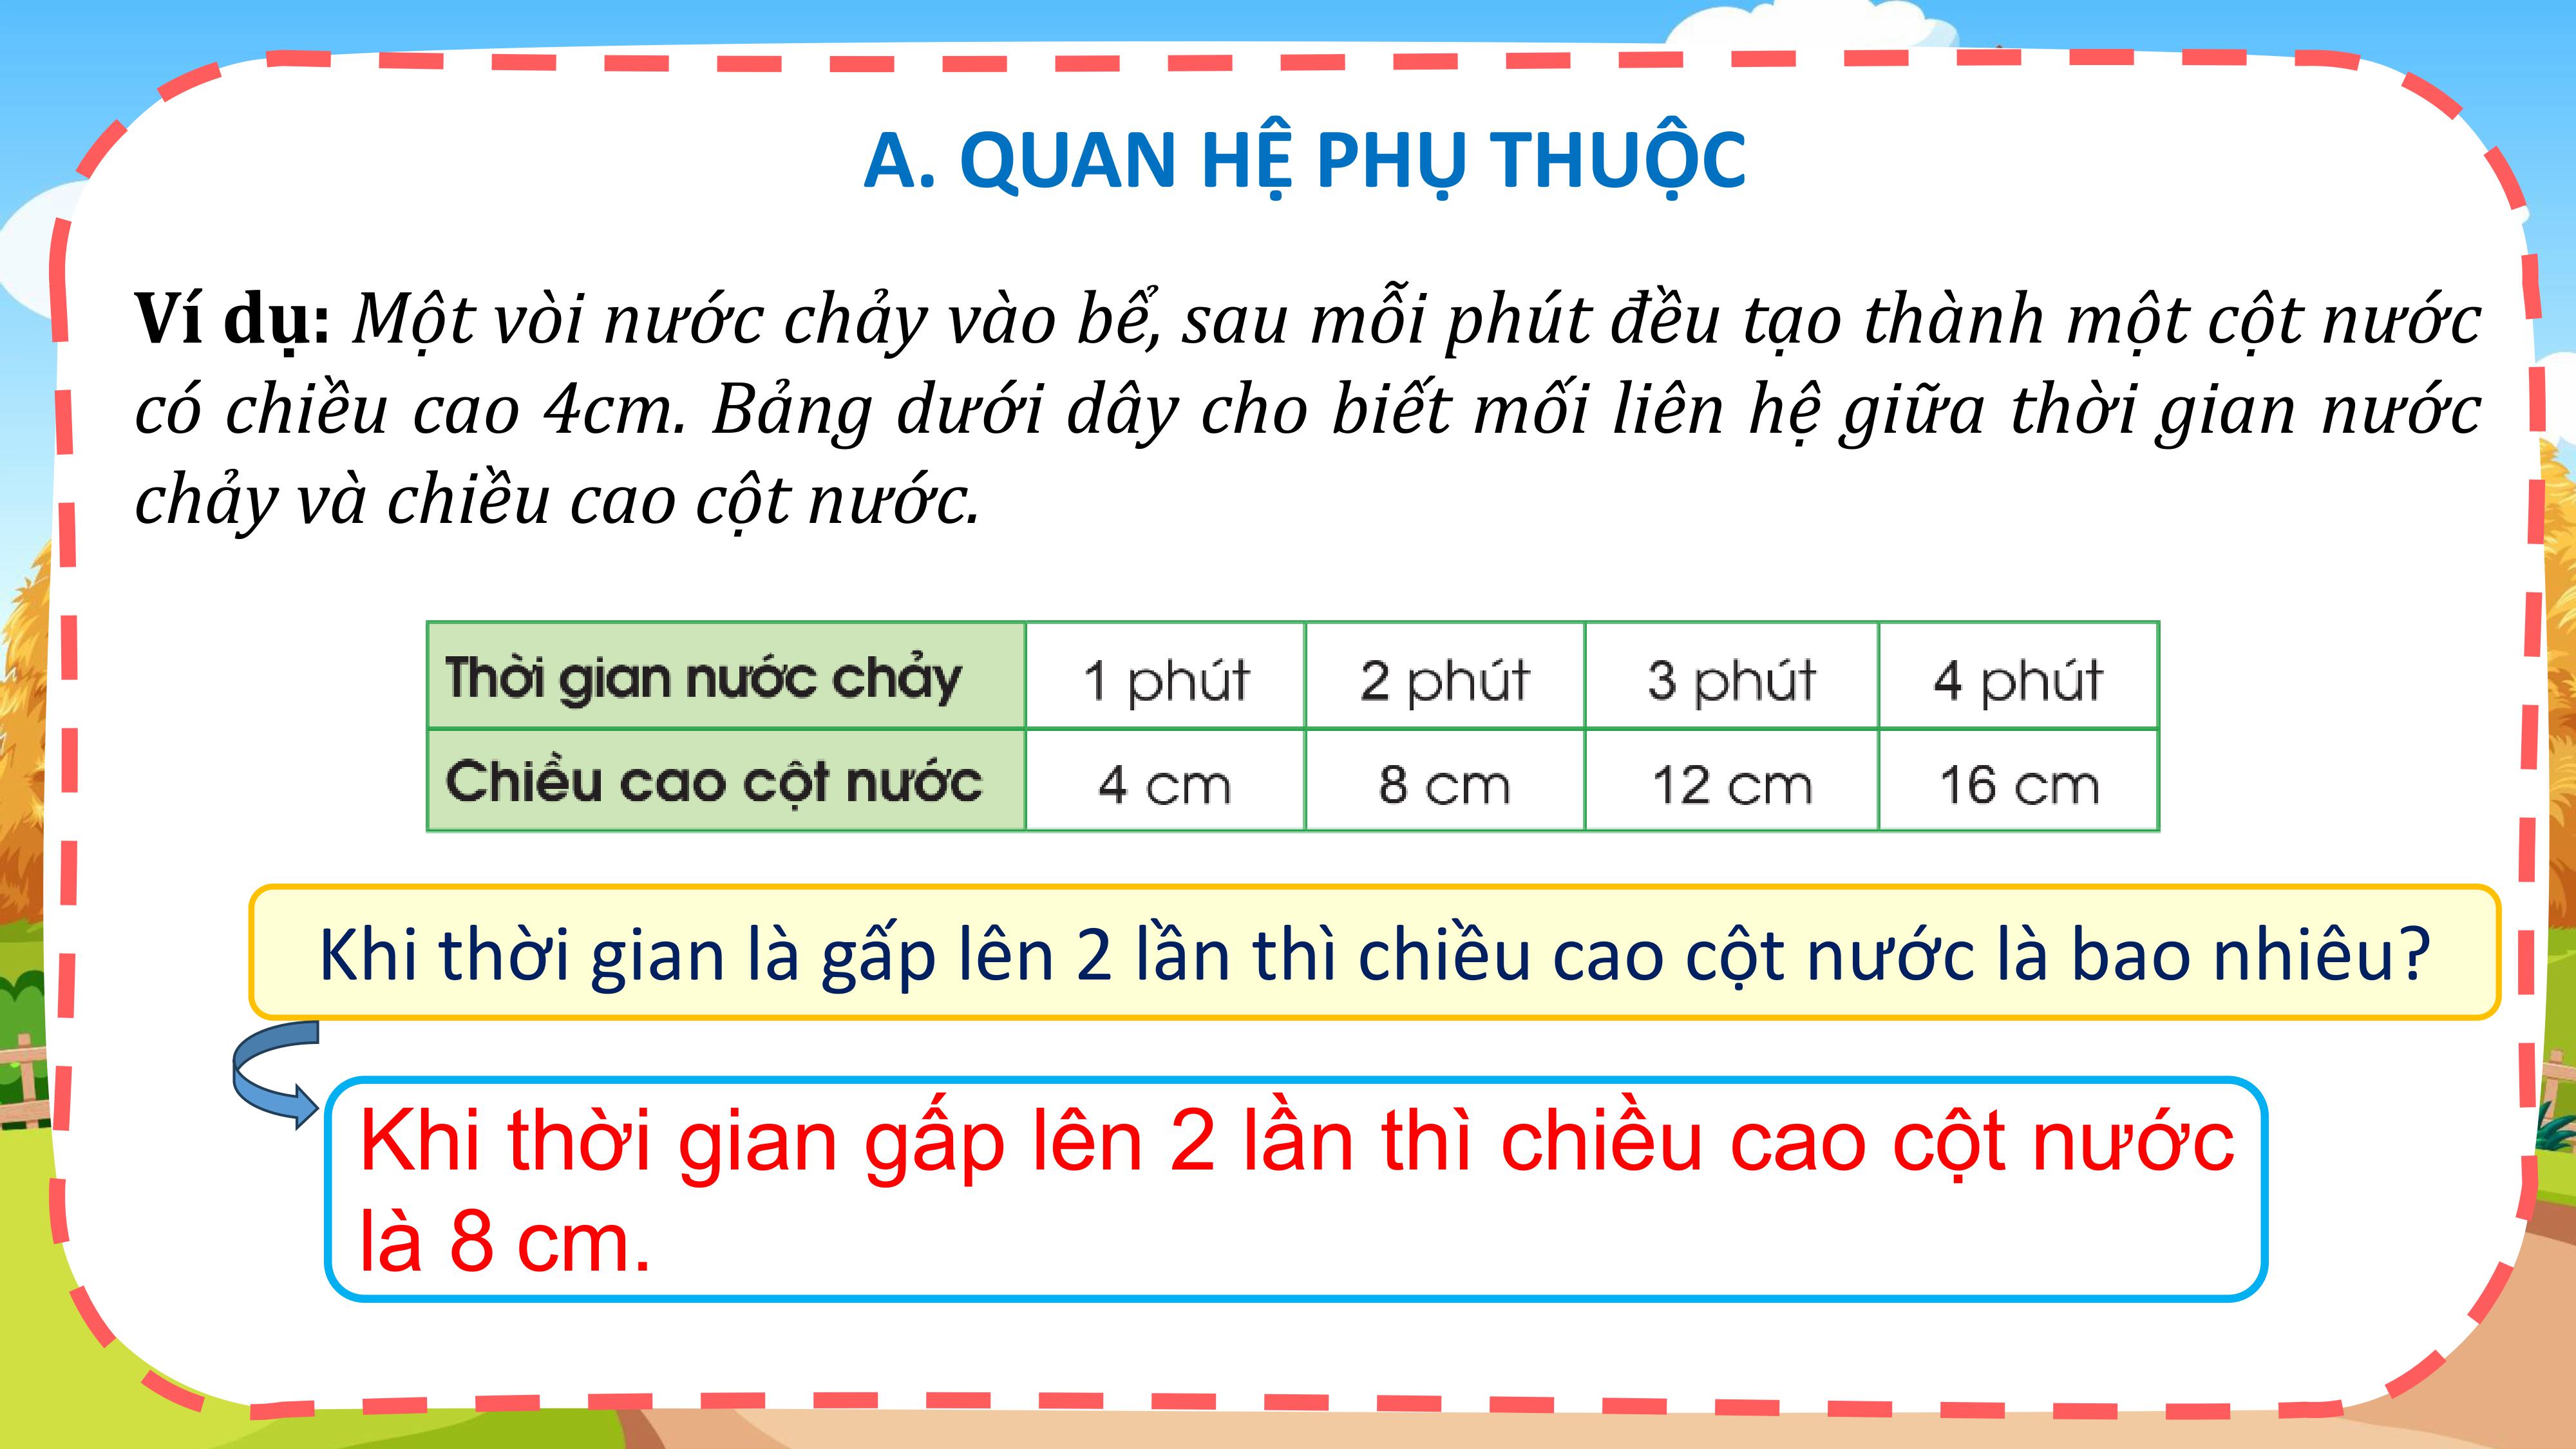 A. QUAN HỆ PHỤ THUỘC
Ví dụ: Một vòi nước chảy vào bể, sau mỗi phút đều tạo thành một cột nước
có chiều cao 4cm. Bảng dưới dây cho biết mối liên hệ giữa thời gian nước
chảy và chiều cao cột nước.
Thời gian nước chảy 1 phút 2 phút 3 phút 4 phút
Chiều cao cột nước 4 cm 8 cm 12 cm 16 cm
Khi thời gian là gấp lên 2 lần thì chiều cao cột nước là bao nhiêu?
Khi thời gian gấp lên 2 lần thì chiều cao cột nước
là 8 cm.